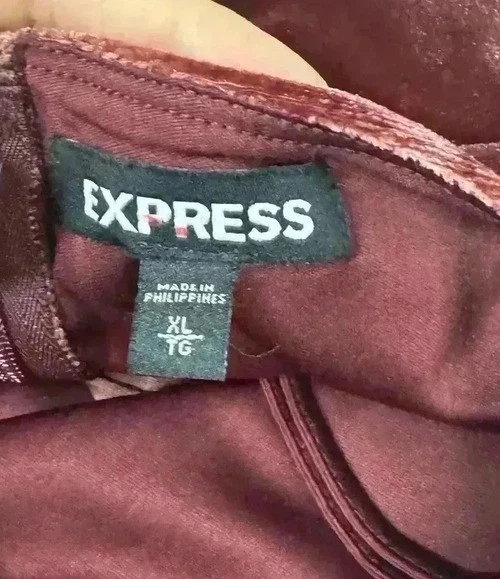 EXPRESS
MADE IN
PHILIPPINES
XL
TG